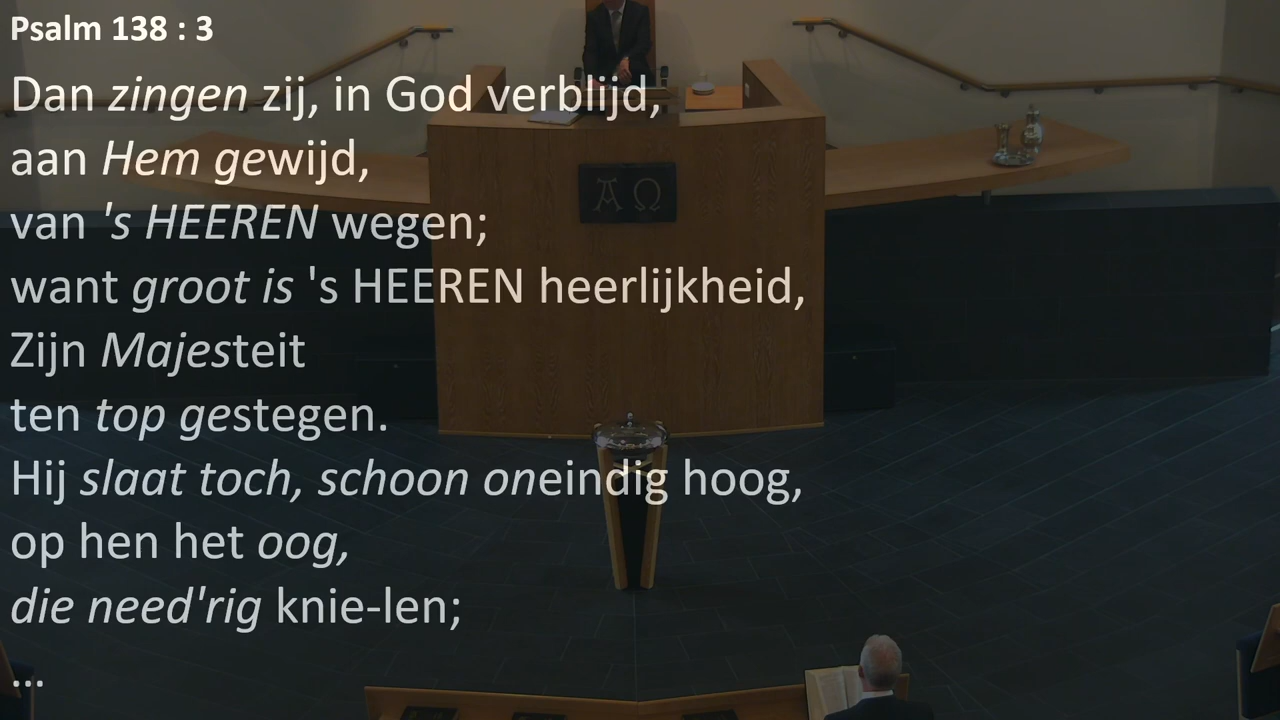 Psalm 138 : 3
Dan zingen zij, in God verblijd,
aan Hem gewijd,
van 's HEEREN wegen;
want groot is 's HEEREN heerlijkheid,
Zijn Majesteit
ten top gestegen.
Hij slaat toch, schoon oneindig hoog,
op hen het oog,
die need'rig knie-len;
...
Α Ω